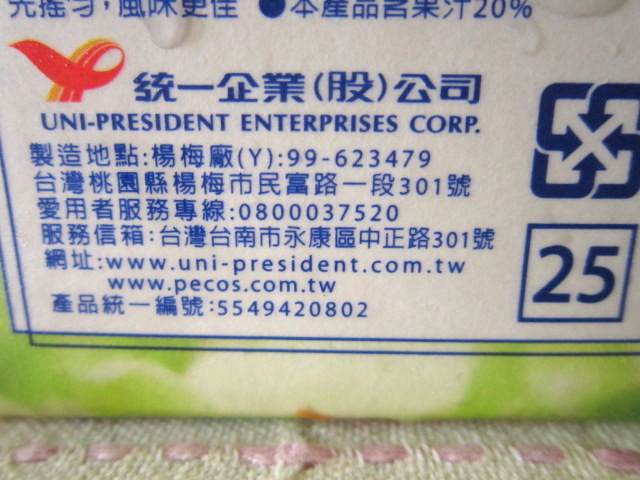 先搖勻，風味更佳 ●本產品含果汁20%
統一企業(股)公司
UNI-PRESIDENT ENTERPRISES CORP.
製造地點:楊梅廠(Y):99-623479
台灣桃園縣楊梅市民富路一段301號
愛用者服務專線:0800037520
服務信箱:台灣台南市永康區中正路301號
網址:www.uni-president.com.tw
www.pecos.com.tw
產品統一編號:5549420802
25